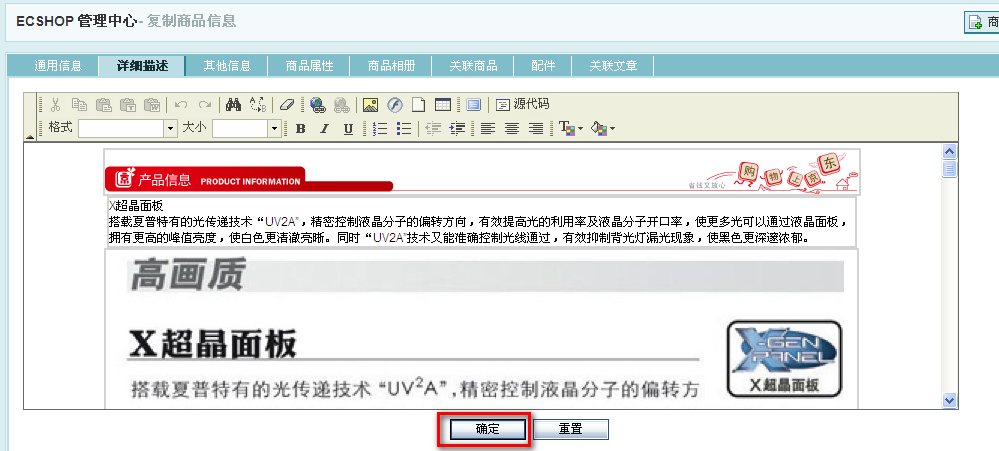 ECSHOP 管理中心 - 复制商品信息
商
通用信息 详细描述 其他信息 商品属性 商品相册 关联商品 配件 关联文章
源代码
格式 大小 B I U
产品信息 PRODUCT INFORMATION
省钱又放心
购物上京东
X超晶面板
搭载夏普特有的光传递技术“UV2A”，精密控制液晶分子的偏转方向，有效提高光的利用率及液晶分子开口率，使更多光可以通过液晶面板，
拥有更高的峰值亮度，使白色更清澈亮晰。同时“UV2A”技术又能准确控制光线通过，有效抑制背光灯漏光现象，使黑色更深邃浓郁。
高画质
X超晶面板
X-GEN
PANEL
X超晶面板
搭载夏普特有的光传递技术“UV²A”,精密控制液晶分子的偏转方
确定 重置